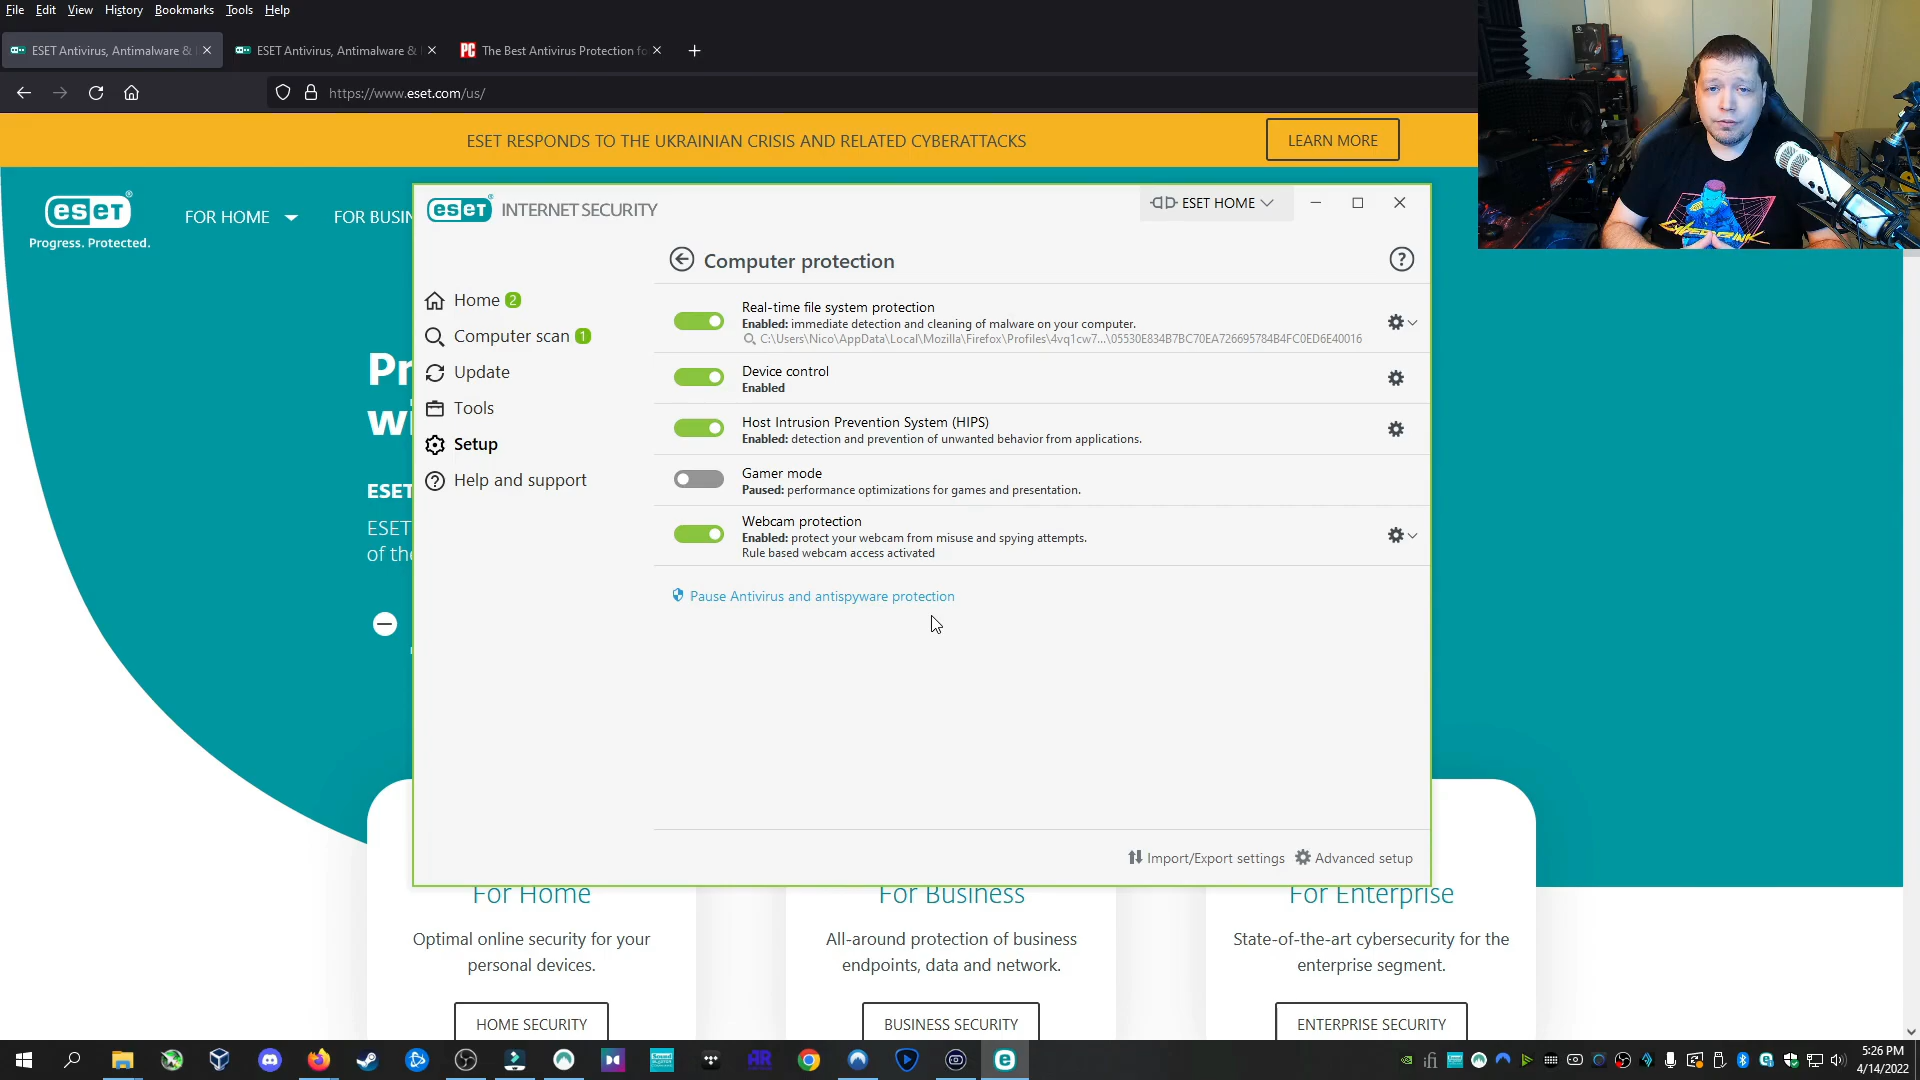 File Edit View History Bookmarks Tools Help
ESET Antivirus, Antimalware &
ESET Antivirus, Antimalware &
PC The Best Antivirus Protection fo
https://www.eset.com/us/
ESET RESPONDS TO THE UKRAINIAN CRISIS AND RELATED CYBERATTACKS
LEARN MORE
eset®
Progress. Protected.
FOR HOME
FOR BUSIN
eset® INTERNET SECURITY
ESET HOME
Computer protection
?
Home 2
Computer scan 1
Update
Tools
Setup
Help and support
Real-time file system protection
Enabled: immediate detection and cleaning of malware on your computer.
C:\Users\Nico\AppData\Local\Mozilla\Firefox\Profiles\4vq1cw7...\05530E834B7BC70EA726695784B4FC0ED6E40016
Device control
Enabled
Host Intrusion Prevention System (HIPS)
Enabled: detection and prevention of unwanted behavior from applications.
Gamer mode
Paused: performance optimizations for games and presentation.
Webcam protection
Enabled: protect your webcam from misuse and spying attempts.
Rule based webcam access activated
Pause Antivirus and antispyware protection
Import/Export settings
Advanced setup
Pr
wi
ESET
ESET
of the
For Home
Optimal online security for your
personal devices.
HOME SECURITY
For Business
All-around protection of business
endpoints, data and network.
BUSINESS SECURITY
For Enterprise
State-of-the-art cybersecurity for the
enterprise segment.
ENTERPRISE SECURITY
5:26 PM
4/14/2022